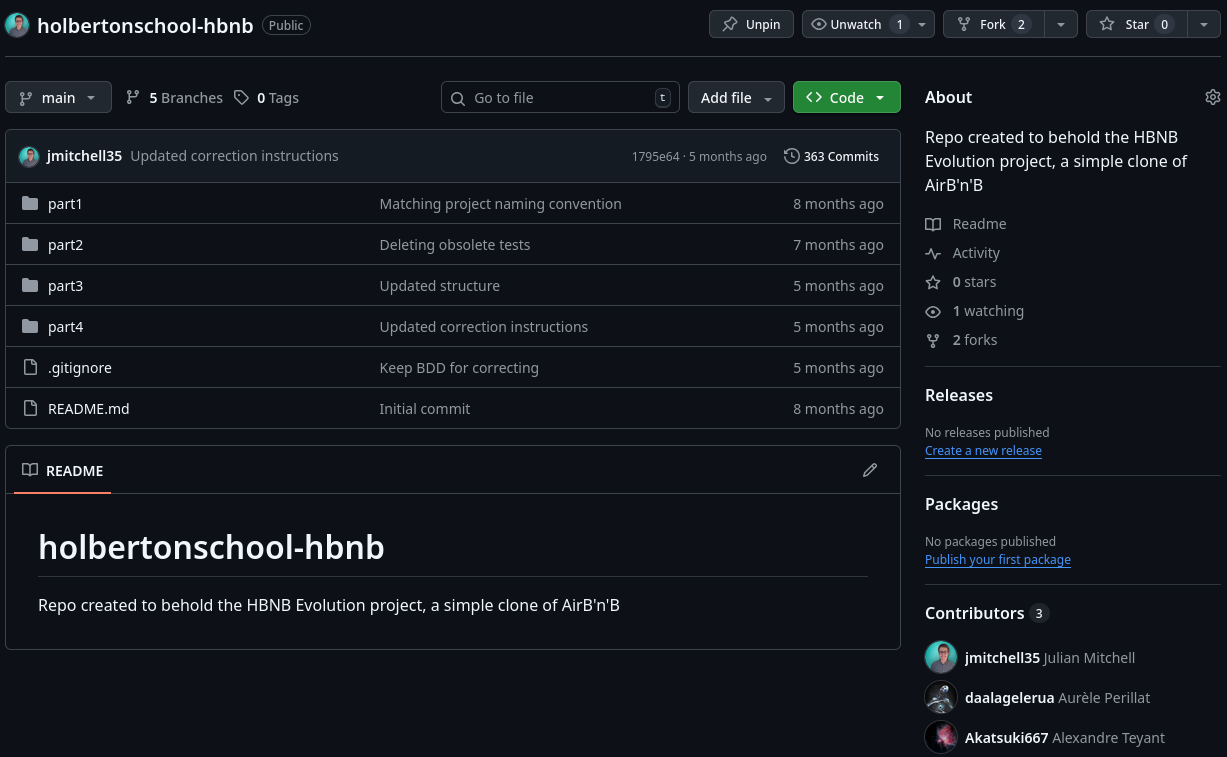 holbertonschool-hbnb Public Unpin Unwatch 1 Fork 2 Star 0
main 5 Branches 0 Tags Go to file t Add file Code
jmitchell35 Updated correction instructions 1795e64 · 5 months ago 363 Commits
part1 Matching project naming convention 8 months ago
part2 Deleting obsolete tests 7 months ago
part3 Updated structure 5 months ago
part4 Updated correction instructions 5 months ago
.gitignore Keep BDD for correcting 5 months ago
README.md Initial commit 8 months ago
README
holbertonschool-hbnb
Repo created to behold the HBNB Evolution project, a simple clone of AirB'n'B
About
Repo created to behold the HBNB
Evolution project, a simple clone of
AirB'n'B
Readme
Activity
0 stars
1 watching
2 forks
Releases
No releases published
Create a new release
Packages
No packages published
Publish your first package
Contributors 3
jmitchell35 Julian Mitchell
daalagelerua Aurèle Perillat
Akatsuki667 Alexandre Teyant